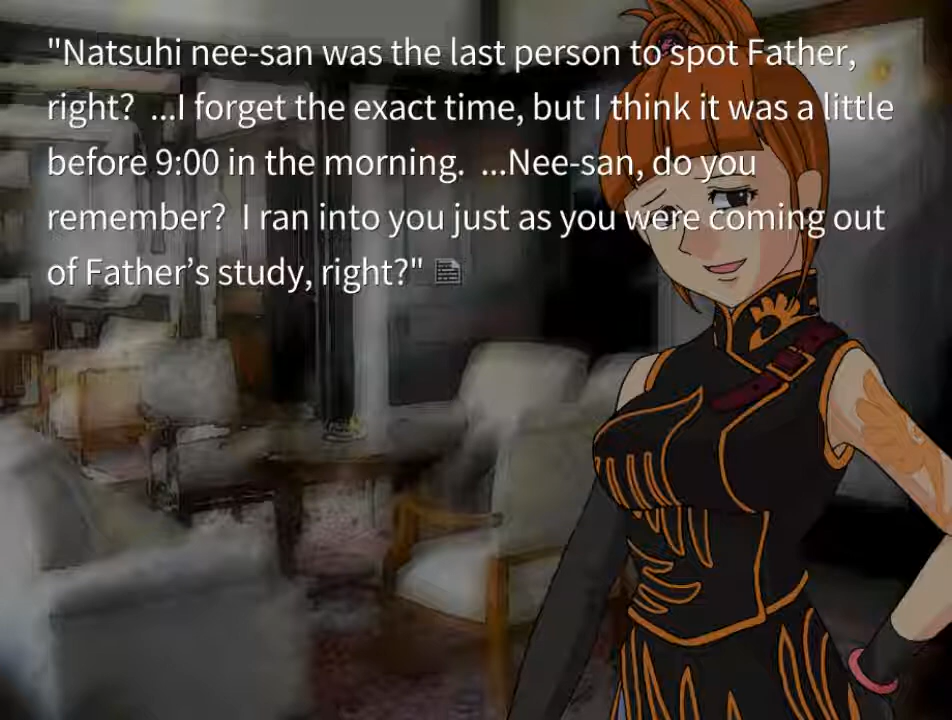 "Natsuhi nee-san was the last person to spot Father,
right?  ...I forget the exact time, but I think it was a little
before 9:00 in the morning.  ...Nee-san, do you
remember?  I ran into you just as you were coming out
of Father’s study, right?"